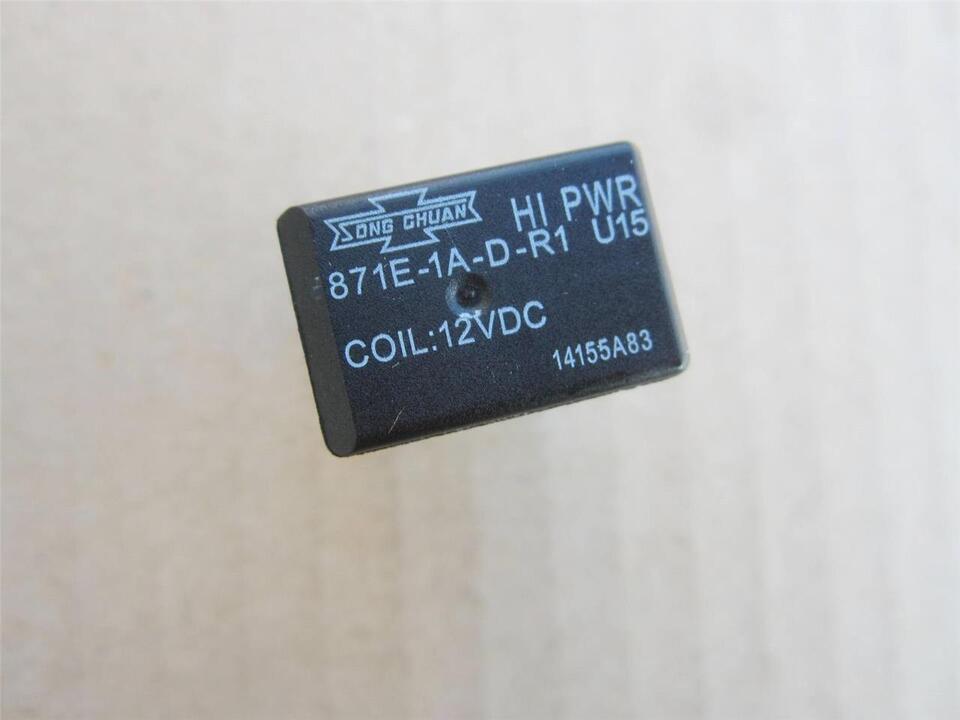 SONG CHUAN HI PWR
871E-1A-D-R1 U15
COIL:12VDC
14155A83